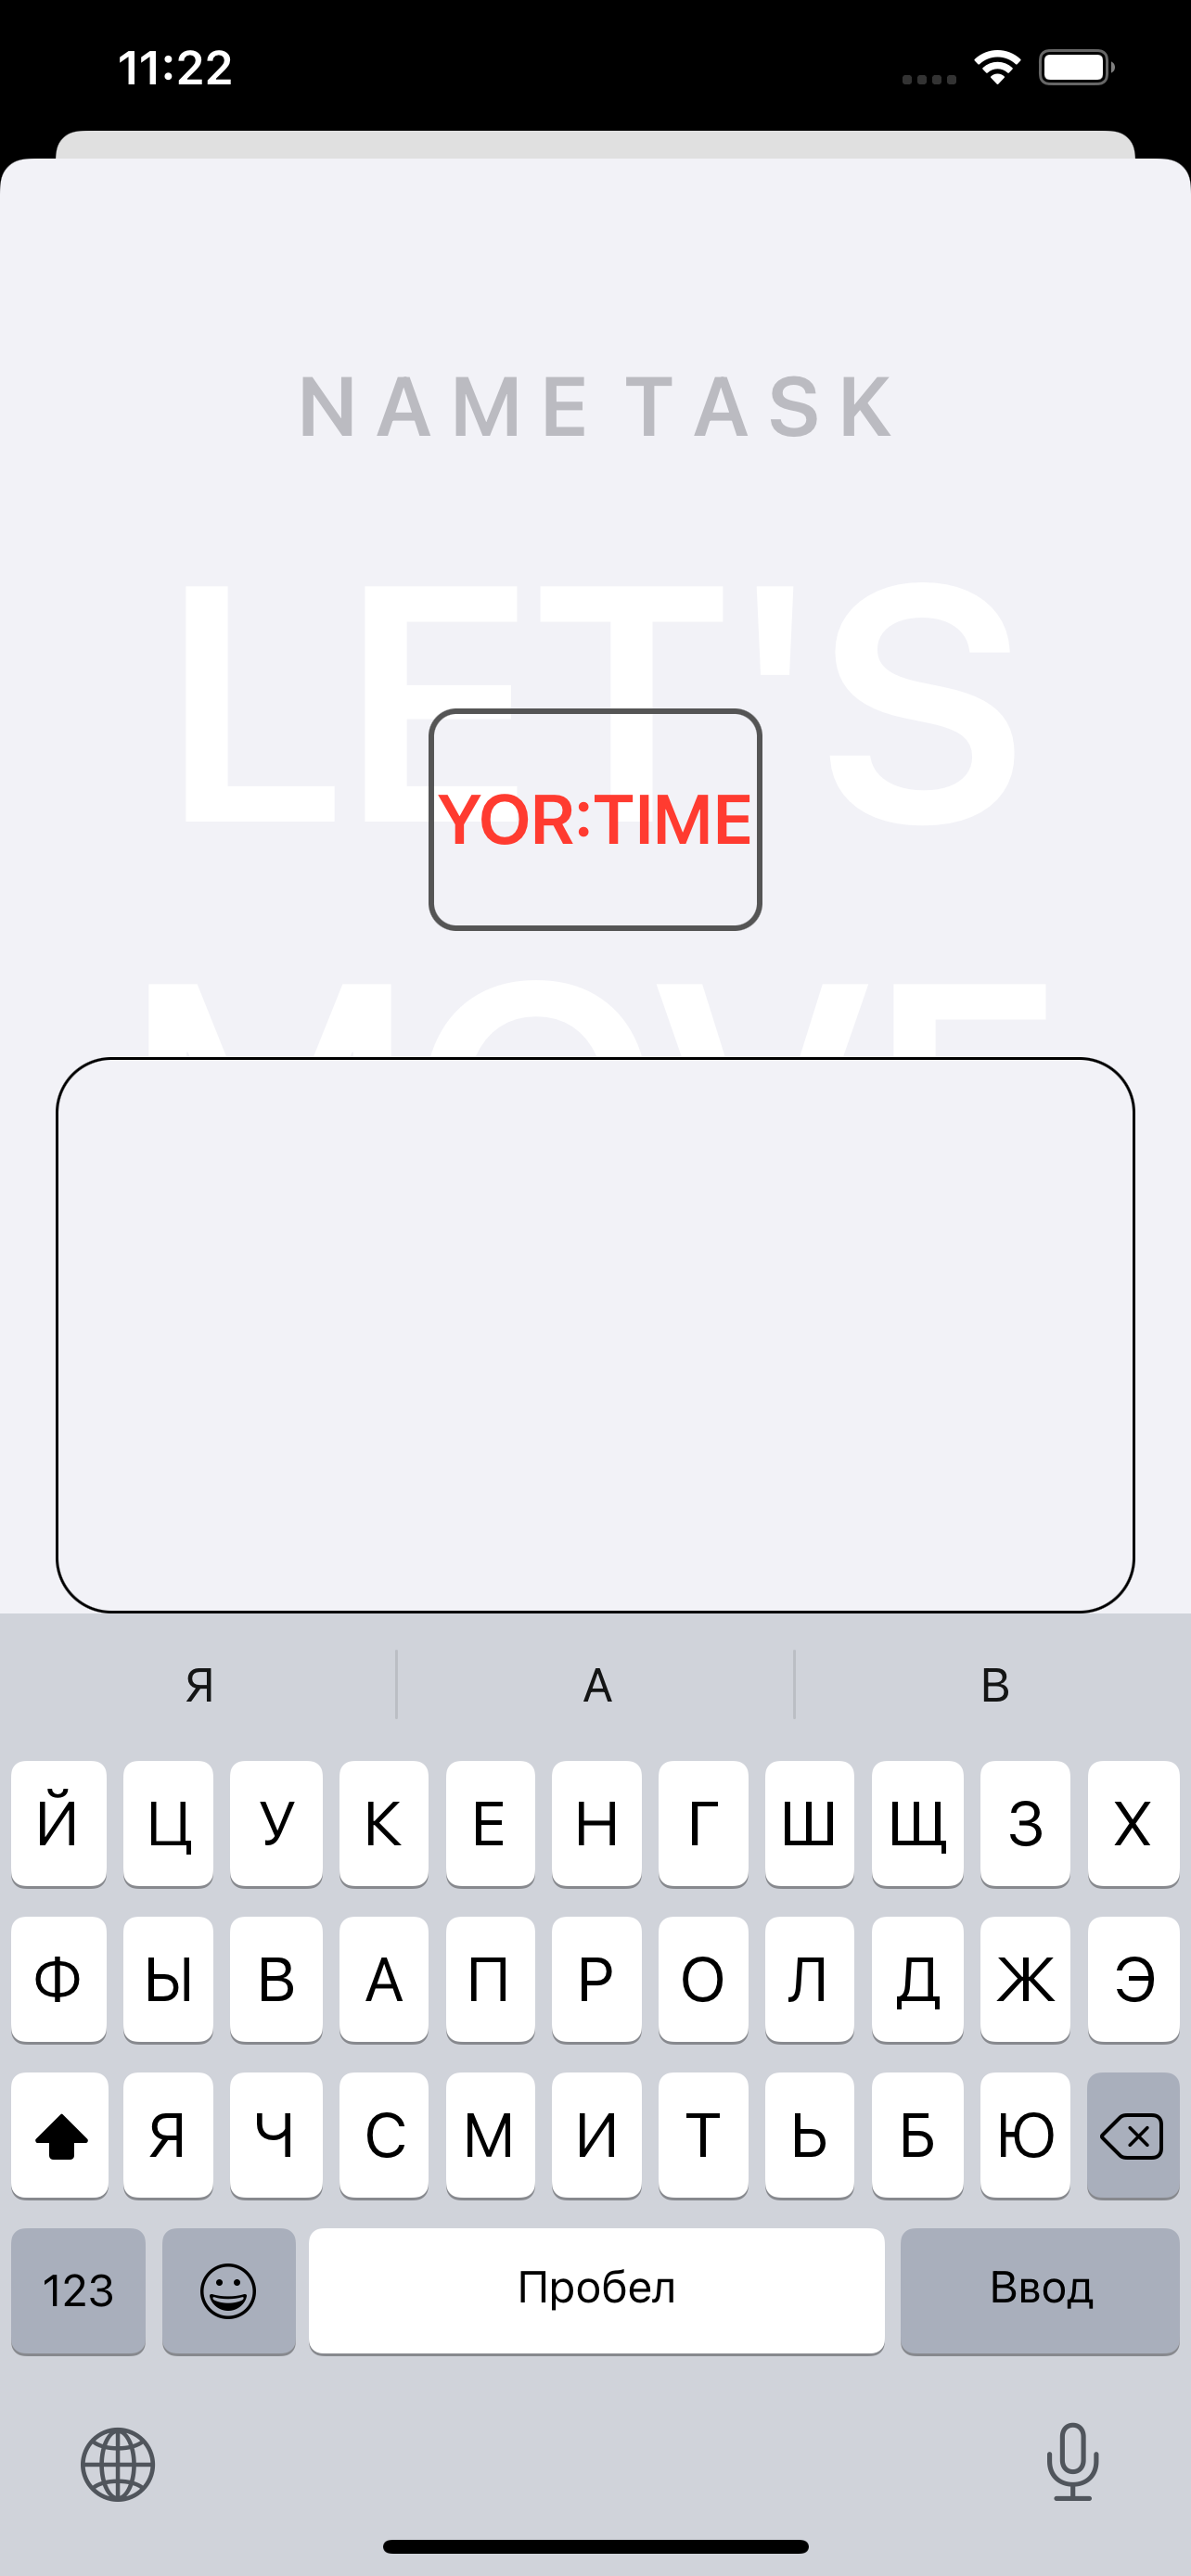 11:22
NAME TASK
LET'S
YOR:TIME
MOVE
Я А В
Й Ц У К Е Н Г Ш Щ З Х
Ф Ы В А П Р О Л Д Ж Э
Я Ч С М И Т Ь Б Ю
123 Пробел Ввод